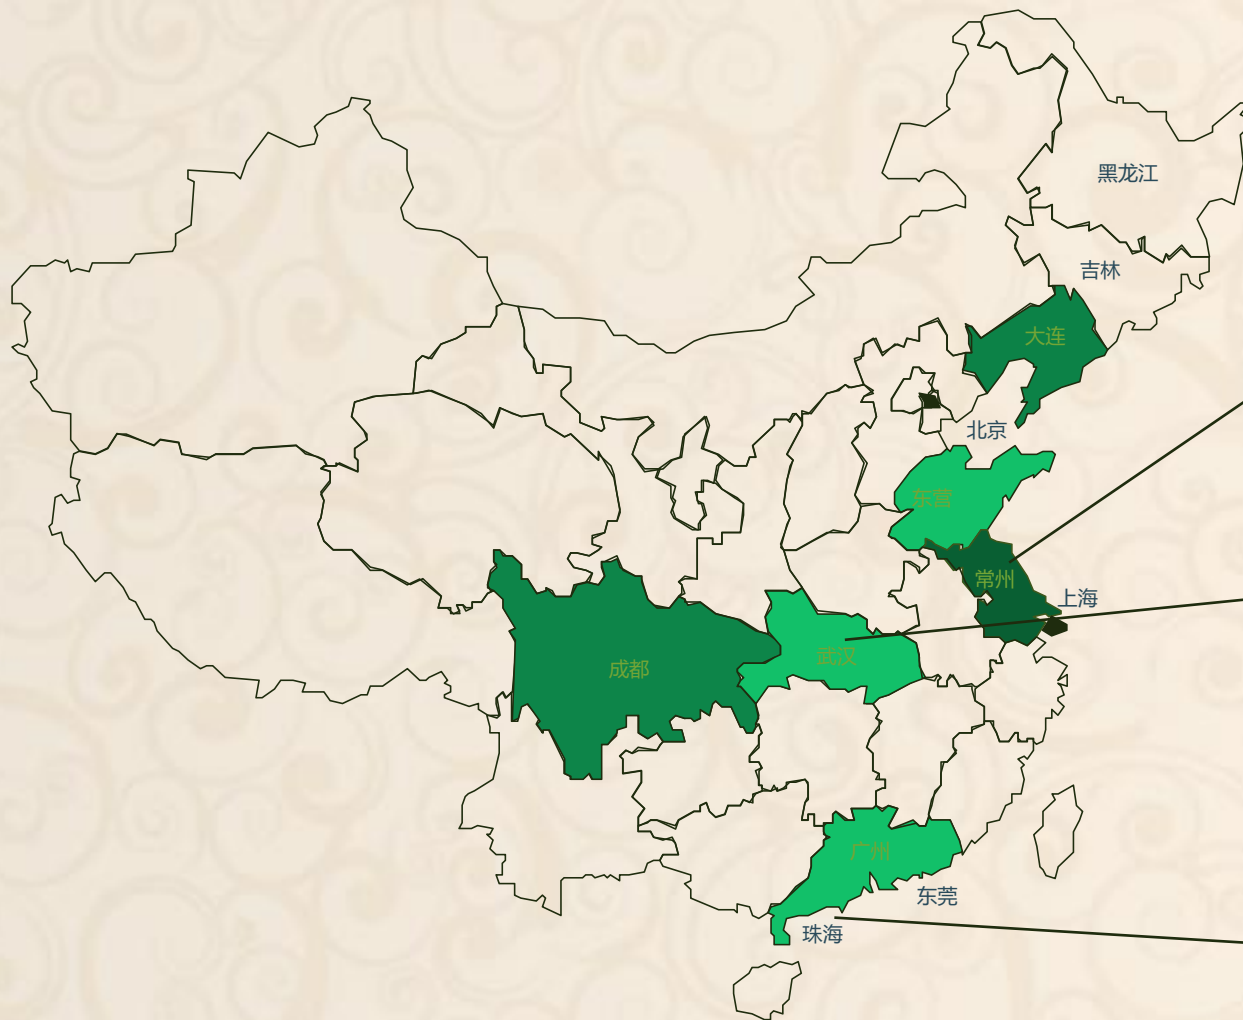 黑龙江
吉林
大连
北京
东营
常州
上海
武汉
成都
广州
东莞
珠海